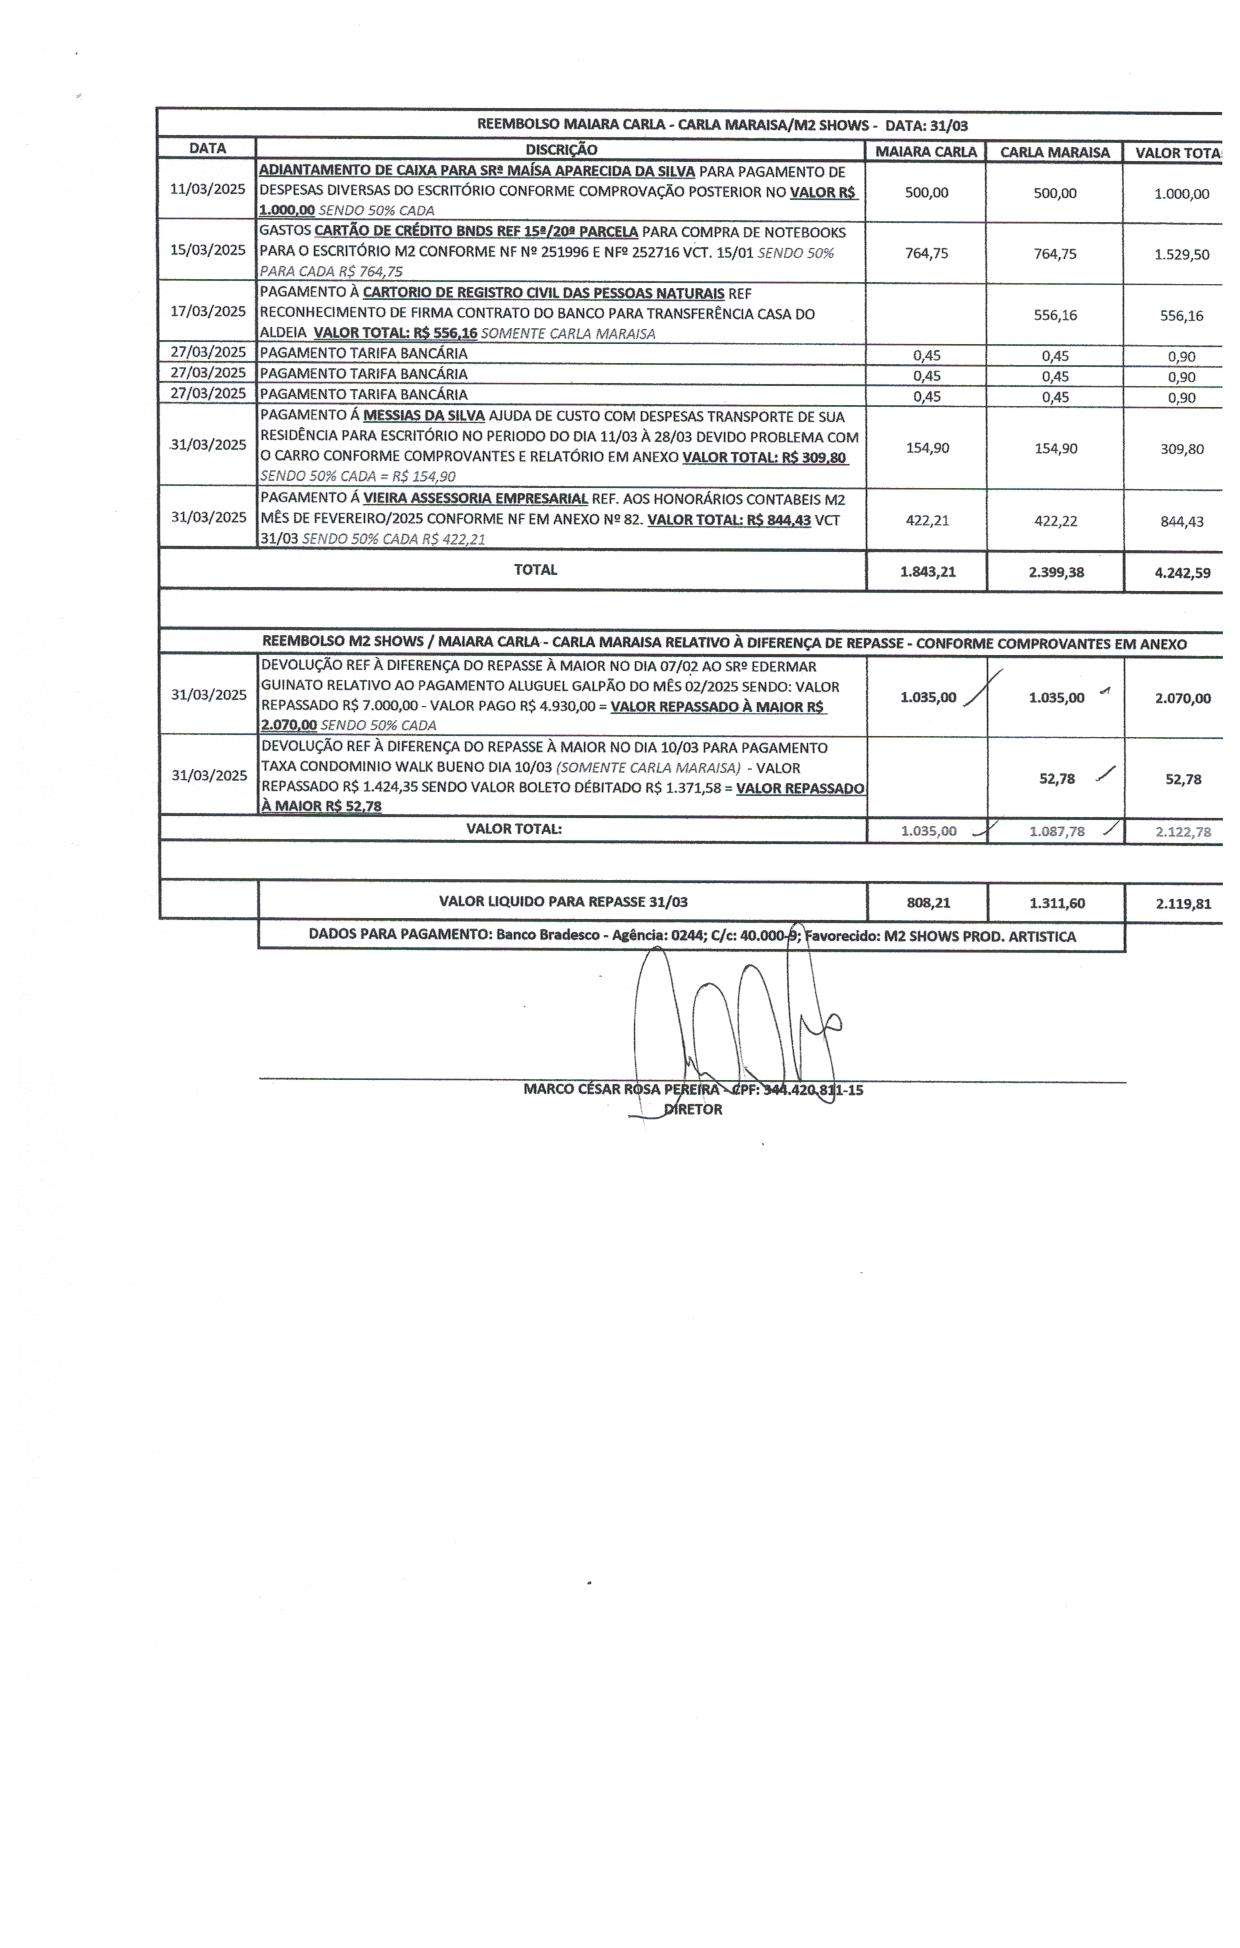 REEMBOLSO MAIARA CARLA - CARLA MARAISA/M2 SHOWS - DATA: 31/03
DATA DISCRIÇÃO MAIARA CARLA CARLA MARAISA VALOR TOTA
ADIANTAMENTO DE CAIXA PARA SRª MAÍSA APARECIDA DA SILVA PARA PAGAMENTO DE
11/03/2025 DESPESAS DIVERSAS DO ESCRITÓRIO CONFORME COMPROVAÇÃO POSTERIOR NO VALOR R$ 500,00 500,00 1.000,00
1.000,00 SENDO 50% CADA
GASTOS CARTÃO DE CRÉDITO BNDS REF 15ª/20ª PARCELA PARA COMPRA DE NOTEBOOKS
15/03/2025 PARA O ESCRITÓRIO M2 CONFORME NF Nº 251996 E NFº 252716 VCT. 15/01 SENDO 50% 764,75 764,75 1.529,50
PARA CADA R$ 764,75
PAGAMENTO À CARTORIO DE REGISTRO CIVIL DAS PESSOAS NATURAIS REF
17/03/2025 RECONHECIMENTO DE FIRMA CONTRATO DO BANCO PARA TRANSFERÊNCIA CASA DO 556,16 556,16
ALDEIA VALOR TOTAL: R$ 556,16 SOMENTE CARLA MARAISA
27/03/2025 PAGAMENTO TARIFA BANCÁRIA 0,45 0,45 0,90
27/03/2025 PAGAMENTO TARIFA BANCÁRIA 0,45 0,45 0,90
27/03/2025 PAGAMENTO TARIFA BANCÁRIA 0,45 0,45 0,90
PAGAMENTO Á MESSIAS DA SILVA AJUDA DE CUSTO COM DESPESAS TRANSPORTE DE SUA
31/03/2025 RESIDÊNCIA PARA ESCRITÓRIO NO PERIODO DO DIA 11/03 À 28/03 DEVIDO PROBLEMA COM 154,90 154,90 309,80
O CARRO CONFORME COMPROVANTES E RELATÓRIO EM ANEXO VALOR TOTAL: R$ 309,80
SENDO 50% CADA = R$ 154,90
PAGAMENTO Á VIEIRA ASSESSORIA EMPRESARIAL REF. AOS HONORÁRIOS CONTABEIS M2
31/03/2025 MÊS DE FEVEREIRO/2025 CONFORME NF EM ANEXO Nº 82. VALOR TOTAL: R$ 844,43 VCT 422,21 422,22 844,43
31/03 SENDO 50% CADA R$ 422,21
TOTAL 1.843,21 2.399,38 4.242,59
REEMBOLSO M2 SHOWS / MAIARA CARLA - CARLA MARAISA RELATIVO À DIFERENÇA DE REPASSE - CONFORME COMPROVANTES EM ANEXO
DEVOLUÇÃO REF À DIFERENÇA DO REPASSE À MAIOR NO DIA 07/02 AO SRº EDERMAR
31/03/2025 GUINATO RELATIVO AO PAGAMENTO ALUGUEL GALPÃO DO MÊS 02/2025 SENDO: VALOR 1.035,00 1.035,00 2.070,00
REPASSADO R$ 7.000,00 - VALOR PAGO R$ 4.930,00 = VALOR REPASSADO À MAIOR R$
2.070,00 SENDO 50% CADA
DEVOLUÇÃO REF À DIFERENÇA DO REPASSE À MAIOR NO DIA 10/03 PARA PAGAMENTO
31/03/2025 TAXA CONDOMINIO WALK BUENO DIA 10/03 (SOMENTE CARLA MARAISA) - VALOR 52,78 52,78
REPASSADO R$ 1.424,35 SENDO VALOR BOLETO DÉBITADO R$ 1.371,58 = VALOR REPASSADO
À MAIOR R$ 52,78
VALOR TOTAL: 1.035,00 1.087,78 2.122,78
VALOR LIQUIDO PARA REPASSE 31/03 808,21 1.311,60 2.119,81
DADOS PARA PAGAMENTO: Banco Bradesco - Agência: 0244; C/c: 40.000-9; Favorecido: M2 SHOWS PROD. ARTISTICA
MARCO CÉSAR ROSA PEREIRA - CPF: 344.420.811-15
DIRETOR